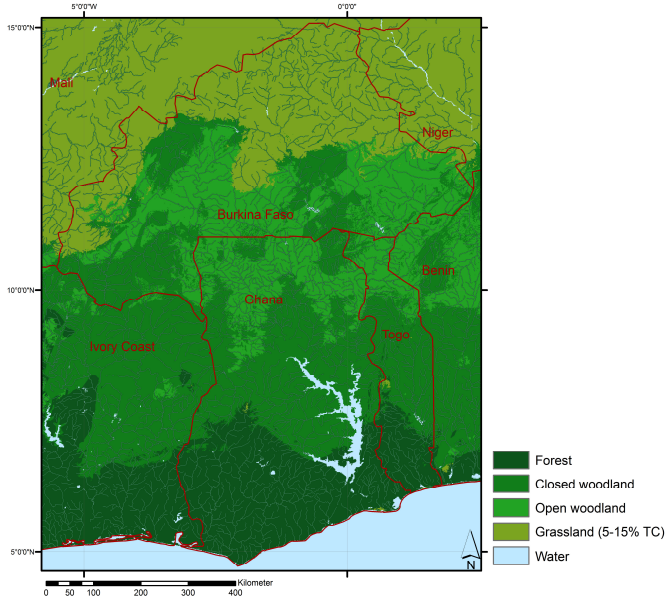 5°0'0"W
0°0'0"
15°0'0"N
Mali
Niger
Burkina Faso
10°0'0"N
Benin
Ghana
Togo
Ivory Coast
5°0'0"N
Forest
Closed woodland
Open woodland
Grassland (5-15% TC)
Water
N
Kilometer
0 50 100 200 300 400